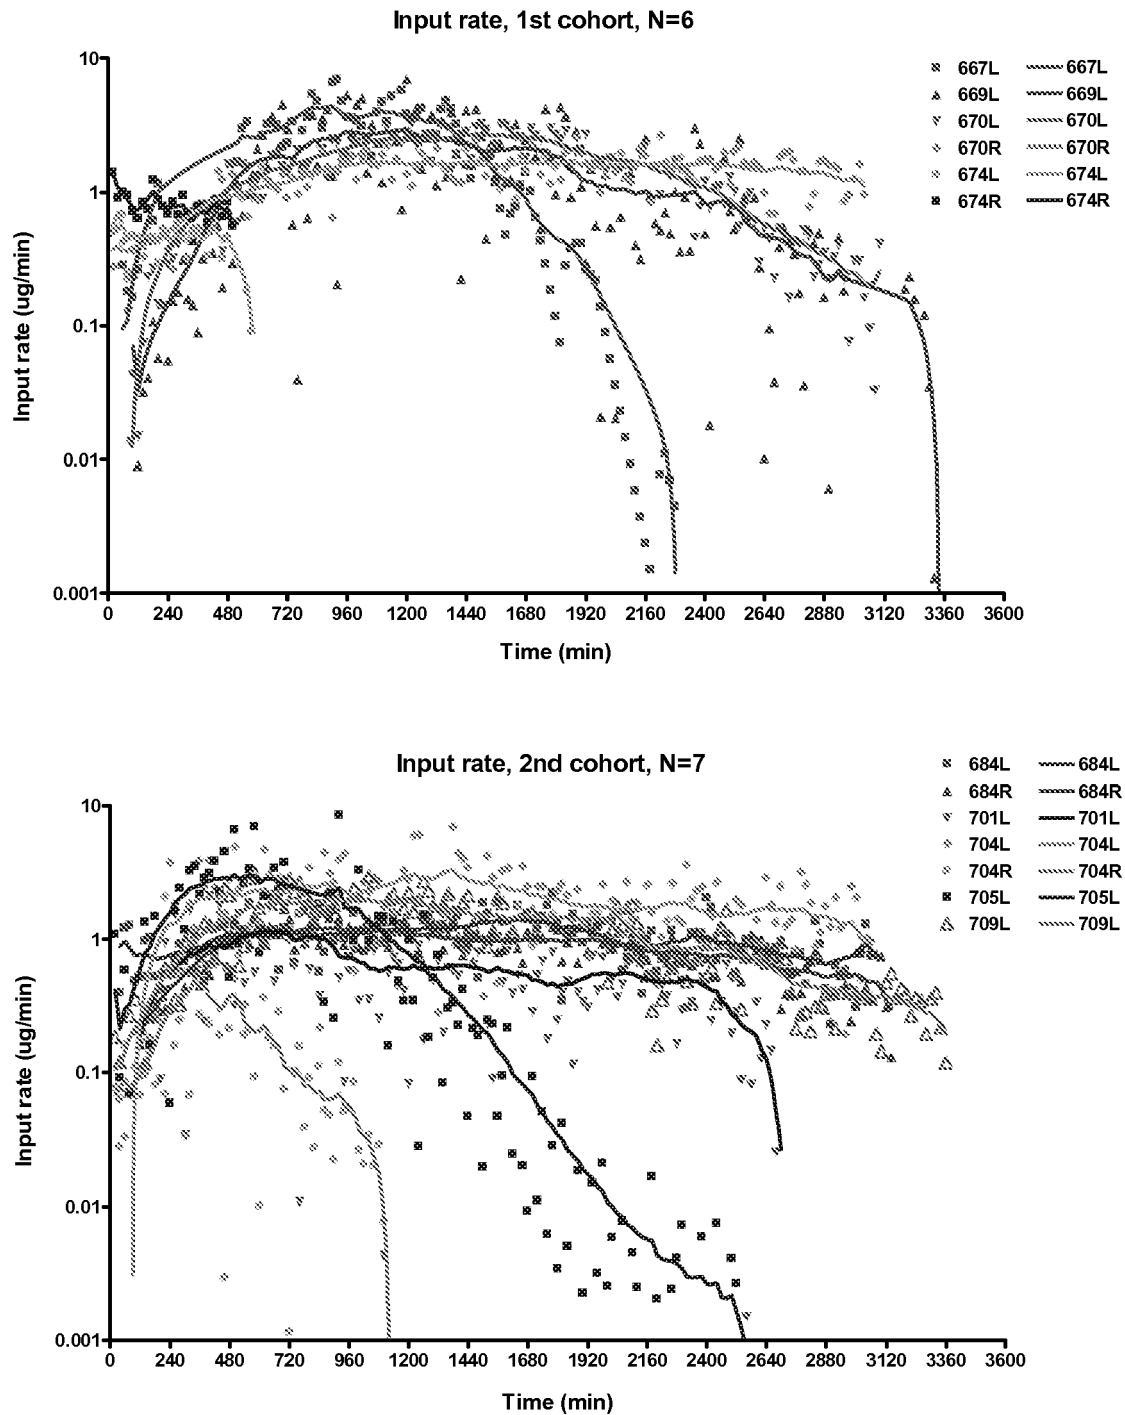 Input rate, 1st cohort, N=6
10
1
0.1
0.01
0.001
Input rate (ug/min)
0 240 480 720 960 1200 1440 1680 1920 2160 2400 2640 2880 3120 3360 3600
Time (min)
667L 667L
669L 669L
670L 670L
670R 670R
674L 674L
674R 674R
Input rate, 2nd cohort, N=7
10
1
0.1
0.01
0.001
Input rate (ug/min)
0 240 480 720 960 1200 1440 1680 1920 2160 2400 2640 2880 3120 3360 3600
Time (min)
684L 684L
684R 684R
701L 701L
704L 704L
704R 704R
705L 705L
709L 709L